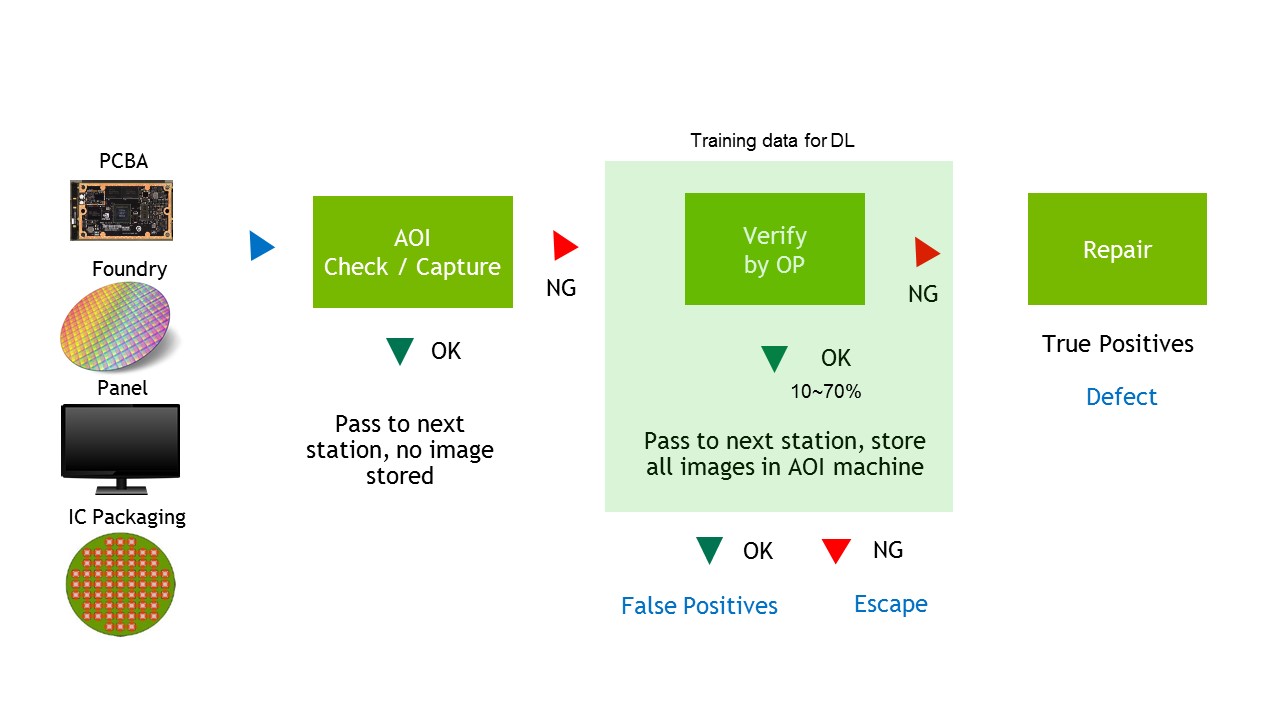 Training data for DL
PCBA
Foundry
Panel
IC Packaging
AOI
Check / Capture
NG
OK
Pass to next
station, no image
stored
Verify
by OP
NG
OK
10~70%
Pass to next station, store
all images in AOI machine
OK
NG
False Positives
Escape
Repair
True Positives
Defect